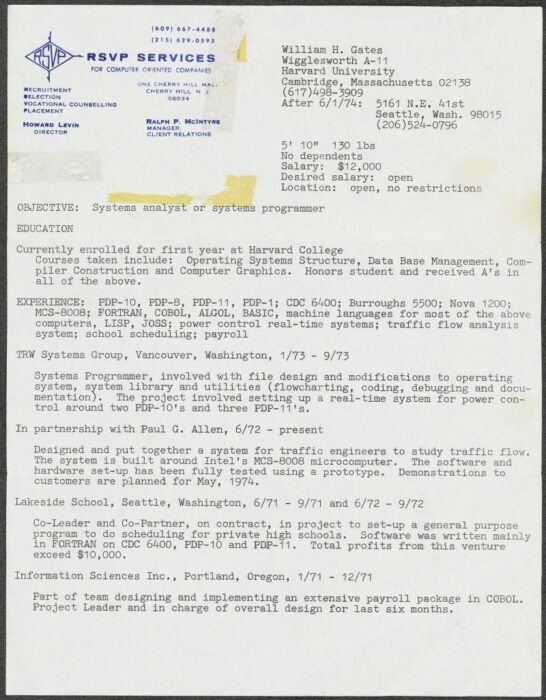 (609) 667-4488
(215) 629-0595
RSVP
RSVP SERVICES
FOR COMPUTER ORIENTED COMPANIES
RECRUITMENT
SELECTION
VOCATIONAL COUNSELLING
PLACEMENT
ONE CHERRY HILL MALL
CHERRY HILL N J
08034
HOWARD LEVIN
DIRECTOR
RALPH P. MCINTYRE
MANAGER,
CLIENT RELATIONS
William H. Gates
Wigglesworth A-11
Harvard University
Cambridge, Massachusetts 02138
(617)498-3909
After 6/1/74: 5161 N.E. 41st
Seattle, Wash. 98015
(206)524-0796
5' 10" 130 lbs
No dependents
Salary: $12,000
Desired salary: open
Location: open, no restrictions
OBJECTIVE: Systems analyst or systems programmer
EDUCATION
Currently enrolled for first year at Harvard College
Courses taken include: Operating Systems Structure, Data Base Management, Com-
piler Construction and Computer Graphics. Honors student and received A's in
all of the above.
EXPERIENCE: PDP-10, PDP-8, PDP-11, PDP-1; CDC 6400; Burroughs 5500; Nova 1200;
MCS-8008; FORTRAN, COBOL, ALGOL, BASIC, machine languages for most of the above
computers, LISP, JOSS; power control real-time systems; traffic flow analysis
system; school scheduling; payroll
TRW Systems Group, Vancouver, Washington, 1/73 - 9/73
Systems Programmer, involved with file design and modifications to operating
system, system library and utilities (flowcharting, coding, debugging and docu-
mentation). The project involved setting up a real-time system for power con-
trol around two PDP-10's and three PDP-11's.
In partnership with Paul G. Allen, 6/72 - present
Designed and put together a system for traffic engineers to study traffic flow.
The system is built around Intel's MCS-8008 microcomputer. The software and
hardware set-up has been fully tested using a prototype. Demonstrations to
customers are planned for May, 1974.
Lakeside School, Seattle, Washington, 6/71 - 9/71 and 6/72 - 9/72
Co-Leader and Co-Partner, on contract, in project to set-up a general purpose
program to do scheduling for private high schools. Software was written mainly
in FORTRAN on CDC 6400, PDP-10 and PDP-11. Total profits from this venture
exceed $10,000.
Information Sciences Inc., Portland, Oregon, 1/71 - 12/71
Part of team designing and implementing an extensive payroll package in COBOL.
Project Leader and in charge of overall design for last six months.